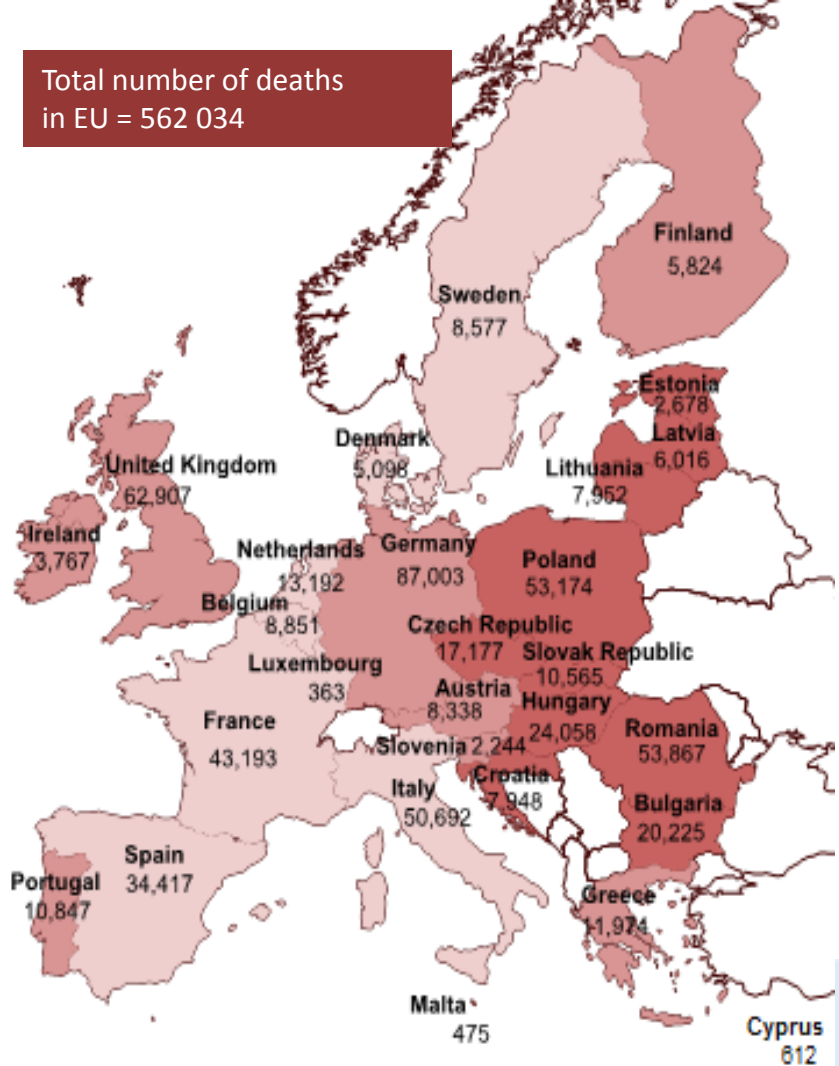 Total number of deaths
in EU = 562 034
Finland
5,824
Sweden
8,577
Estonia
2,678
Latvia
6,016
Denmark
5,098
Lithuania
7,952
United Kingdom
62,907
Ireland
3,767
Netherlands
13,192
Germany
87,003
Poland
53,174
Belgium
8,851
Czech Republic
17,177
Slovak Republic
10,565
Luxembourg
363
Austria
8,338
Hungary
24,058
France
43,193
Slovenia 2,244
Romania
53,867
Croatia
7,948
Italy
50,692
Bulgaria
20,225
Spain
34,417
Portugal
10,847
Greece
11,974
Malta
475
Cyprus
612